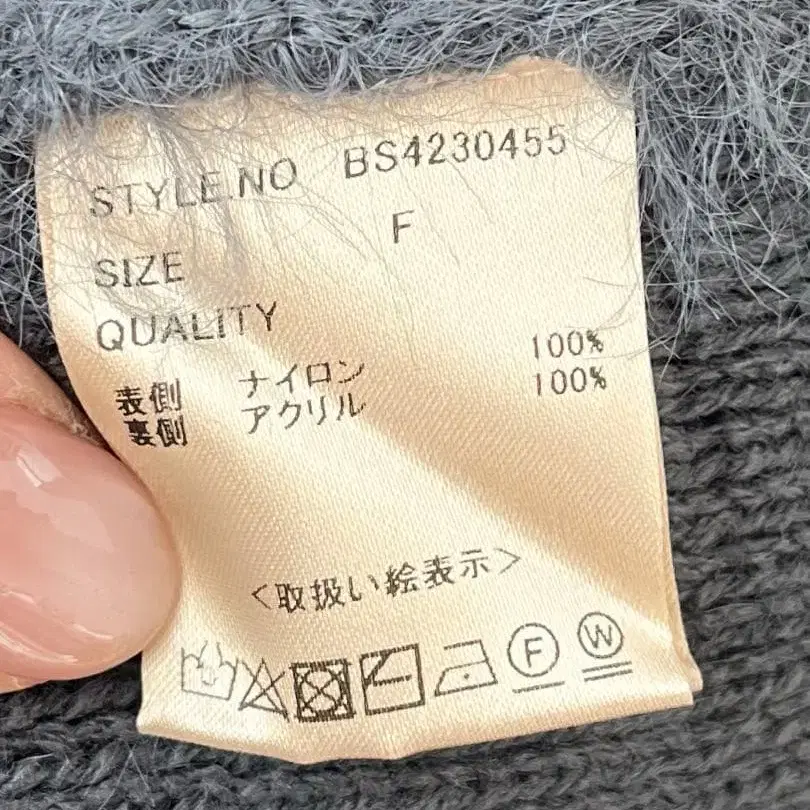 STYLE.NO BS4230455
SIZE F
QUALITY
表側 ナイロン 100%
裏側 アクリル 100%
<取扱い絵表示>
F W